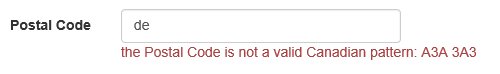 Postal Code de
the Postal Code is not a valid Canadian pattern: A3A 3A3